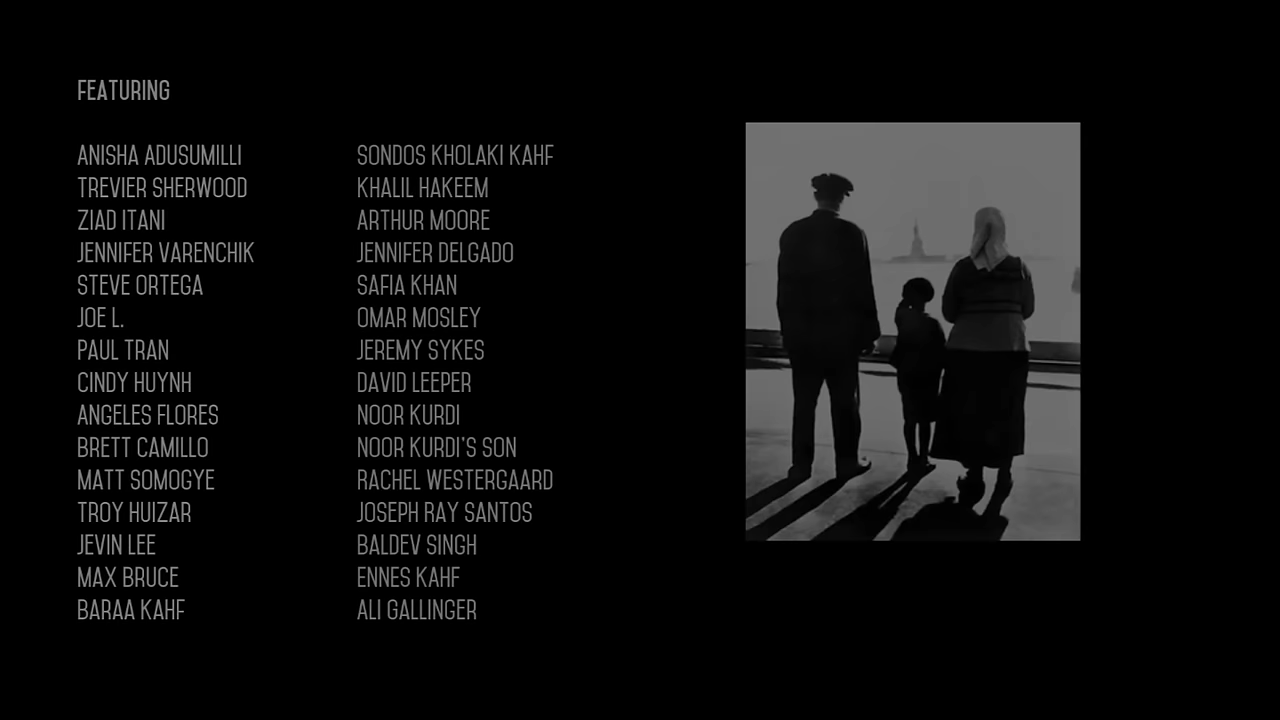 FEATURING
ANISHA ADUSUMILLI
TREVIER SHERWOOD
ZIAD ITANI
JENNIFER VARENCHIK
STEVE ORTEGA
JOE L.
PAUL TRAN
CINDY HUYNH
ANGELES FLORES
BRETT CAMILLO
MATT SOMOGYE
TROY HUIZAR
JEVIN LEE
MAX BRUCE
BARAA KAHF
SONDOS KHOLAKI KAHF
KHALIL HAKEEM
ARTHUR MOORE
JENNIFER DELGADO
SAFIA KHAN
OMAR MOSLEY
JEREMY SYKES
DAVID LEEPER
NOOR KURDI
NOOR KURDI'S SON
RACHEL WESTERGAARD
JOSEPH RAY SANTOS
BALDEV SINGH
ENNES KAHF
ALI GALLINGER